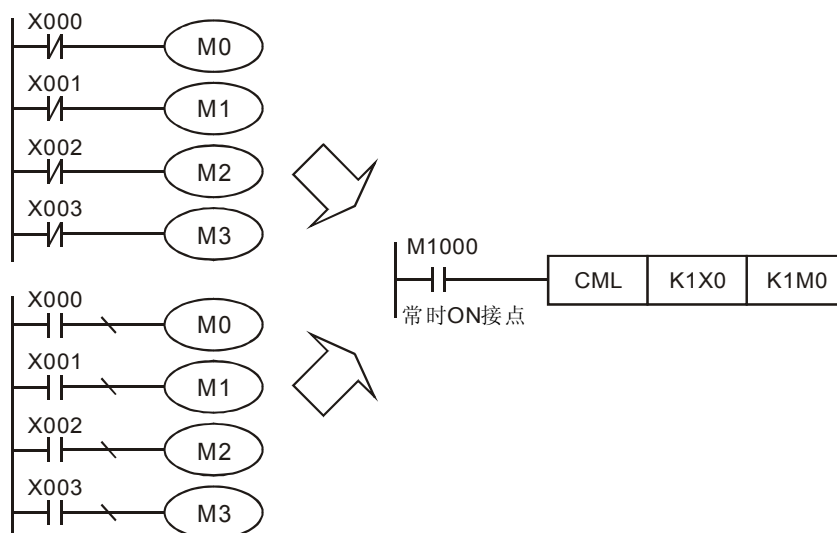 X000
M0
X001
M1
X002
M2
X003
M3
M1000
CML K1X0 K1M0
常时ON接点
X000
M0
X001
M1
X002
M2
X003
M3